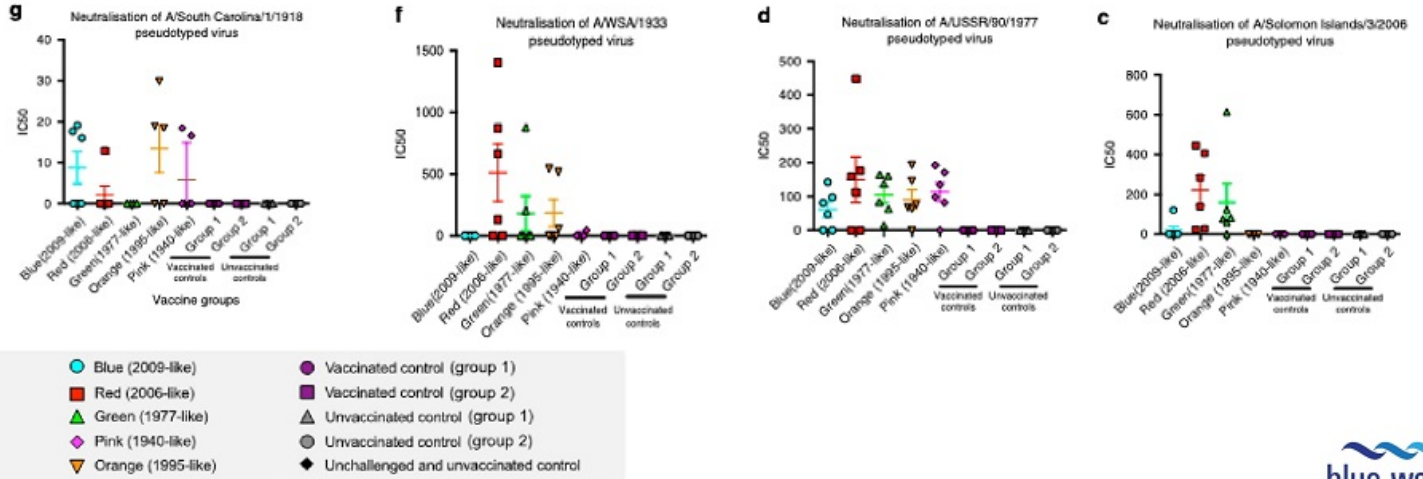 g
Neutralisation of A/South Carolina/1/1918
pseudotyped virus
40
30
20
10
0
IC50
Blue(2009-like)
Red (2006-like)
Green(1977-like)
Orange (1995-like)
Pink (1940-like)
Group 1
Group 2
Group 1
Group 2
Vaccinated
controls
Unvaccinated
controls
Vaccine groups
f
Neutralisation of A/WSA/1933
pseudotyped virus
1500
1000
500
0
IC50
Blue(2009-like)
Red (2006-like)
Green(1977-like)
Orange (1995-like)
Pink (1940-like)
Group 1
Group 2
Group 1
Group 2
Vaccinated
controls
Unvaccinated
controls
d
Neutralisation of A/USSR/90/1977
pseudotyped virus
500
400
300
200
100
0
IC50
Blue(2009-like)
Red (2006-like)
Green(1977-like)
Orange (1995-like)
Pink (1940-like)
Group 1
Group 2
Group 1
Group 2
Vaccinated
controls
Unvaccinated
controls
c
Neutralisation of A/Solomon Islands/3/2006
pseudotyped virus
800
600
400
200
0
IC50
Blue(2009-like)
Red (2006-like)
Green(1977-like)
Orange (1995-like)
Pink (1940-like)
Group 1
Group 2
Group 1
Group 2
Vaccinated
controls
Unvaccinated
controls
Blue (2009-like)
Red (2006-like)
Green (1977-like)
Pink (1940-like)
Orange (1995-like)
Vaccinated control (group 1)
Vaccinated control (group 2)
Unvaccinated control (group 1)
Unvaccinated control (group 2)
Unchallenged and unvaccinated control